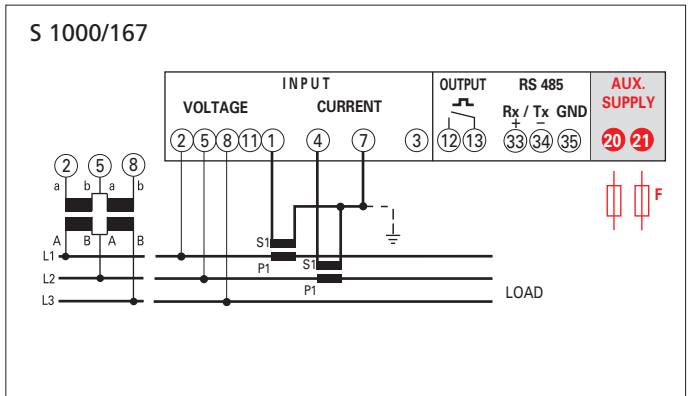 S 1000/167
INPUT
OUTPUT RS 485 AUX. SUPPLY
VOLTAGE CURRENT
Rx / Tx GND
+ −
2 5 8 11 1 4 7 3 12 13 33 34 35 20 21
2 5 8
a b a b
F
A B A B
L1
S1
P1
S1
L2
P1
L3
LOAD